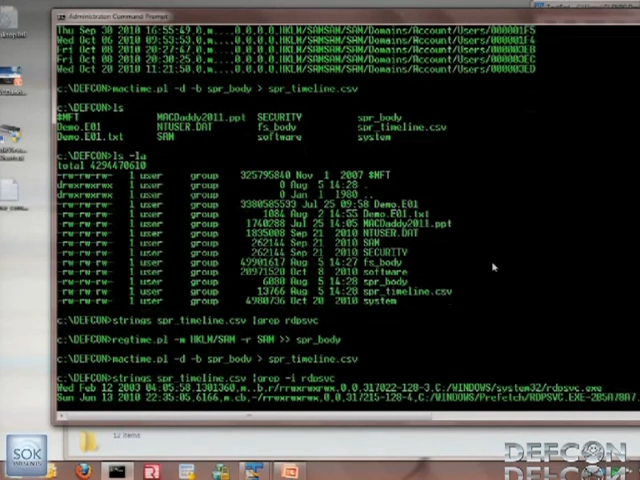 Administrator Command Prompt
Thu Sep 30 2010 16:55:49,0,m...,0,0,0,0,HKLM/SAMSAM/SAM/Domains/Account/Users/000001F5
Wed Oct 06 2010 09:53:53,0,m...,0,0,0,0,HKLM/SAMSAM/SAM/Domains/Account/Users/000001F4
Fri Oct 08 2010 20:27:47,0,m...,0,0,0,0,HKLM/SAMSAM/SAM/Domains/Account/Users/000003EB
Fri Oct 08 2010 20:30:25,0,m...,0,0,0,0,HKLM/SAMSAM/SAM/Domains/Account/Users/000003EC
Wed Oct 20 2010 11:21:50,0,m...,0,0,0,0,HKLM/SAMSAM/SAM/Domains/Account/Users/000003ED
c:\DEFCON>mactime.pl -d -b spr_body > spr_timeline.csv
c:\DEFCON>ls
$MFT MACDaddy2011.ppt SECURITY spr_body
Demo.E01 NTUSER.DAT fs_body spr_timeline.csv
Demo.E01.txt SAM software system
c:\DEFCON>ls -la
total 4294470610
-rw-rw-rw- 1 user group 325795840 Nov 1 2007 $MFT
drwxrwxrwx 1 user group 0 Aug 5 14:28 .
drwxrwxrwx 1 user group 0 Jan 1 1980 ..
-rw-rw-rw- 1 user group 3380585533 Jul 25 09:58 Demo.E01
-rw-rw-rw- 1 user group 1084 Aug 2 14:55 Demo.E01.txt
-rw-rw-rw- 1 user group 1740288 Jul 25 14:05 MACDaddy2011.ppt
-rw-rw-rw- 1 user group 1835008 Sep 21 2010 NTUSER.DAT
-rw-rw-rw- 1 user group 262144 Sep 21 2010 SAM
-rw-rw-rw- 1 user group 262144 Sep 21 2010 SECURITY
-rw-rw-rw- 1 user group 49901617 Aug 5 14:27 fs_body
-rw-rw-rw- 1 user group 20971520 Oct 8 2010 software
-rw-rw-rw- 1 user group 6080 Aug 5 14:28 spr_body
-rw-rw-rw- 1 user group 13766 Aug 5 14:28 spr_timeline.csv
-rw-rw-rw- 1 user group 4980736 Oct 20 2010 system
c:\DEFCON>strings spr_timeline.csv |grep rdpsvc
c:\DEFCON>regtime.pl -m HKLM/SAM -r SAM >> spr_body
c:\DEFCON>mactime.pl -d -b spr_body > spr_timeline.csv
c:\DEFCON>strings spr_timeline.csv |grep -i rdpsvc
Wed Feb 12 2003 04:05:58,1301360,m..b,r/rrwxrwxrwx,0,0,317022-128-3,C:/WINDOWS/system32/rdpsvc.exe
Sun Jun 13 2010 22:35:05,6166,m.cb,-/rrwxrwxrwx,0,0,317215-128-4,C:/WINDOWS/Prefetch/RDPSVC.EXE-2B5A78A7.
12 items
SOK
PRESENTS
DEFCON